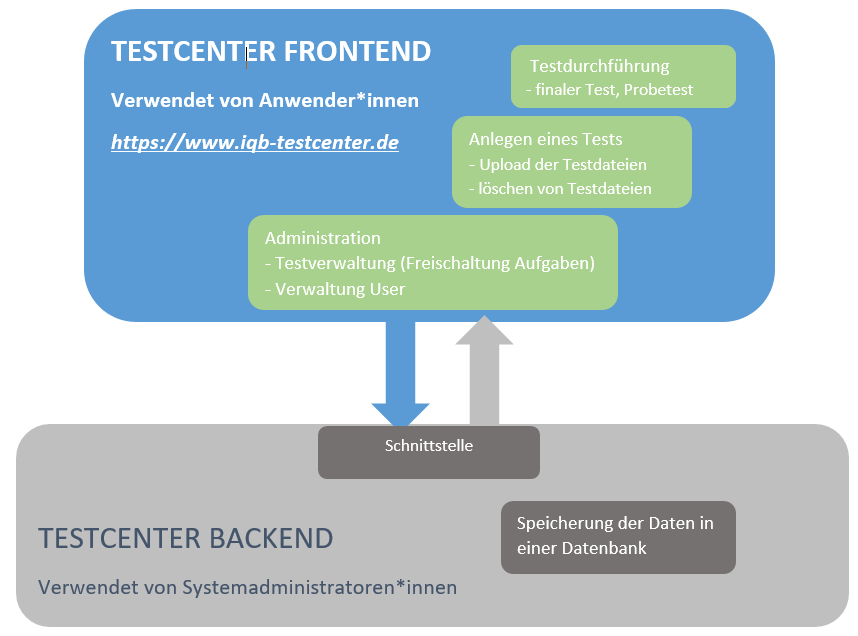 TESTCENTER FRONTEND
Verwendet von Anwender*innen
https://www.iqb-testcenter.de
Testdurchführung
- finaler Test, Probetest
Anlegen eines Tests
- Upload der Testdateien
- löschen von Testdateien
Administration
- Testverwaltung (Freischaltung Aufgaben)
- Verwaltung User
Schnittstelle
TESTCENTER BACKEND
Verwendet von Systemadministratoren*innen
Speicherung der Daten in
einer Datenbank